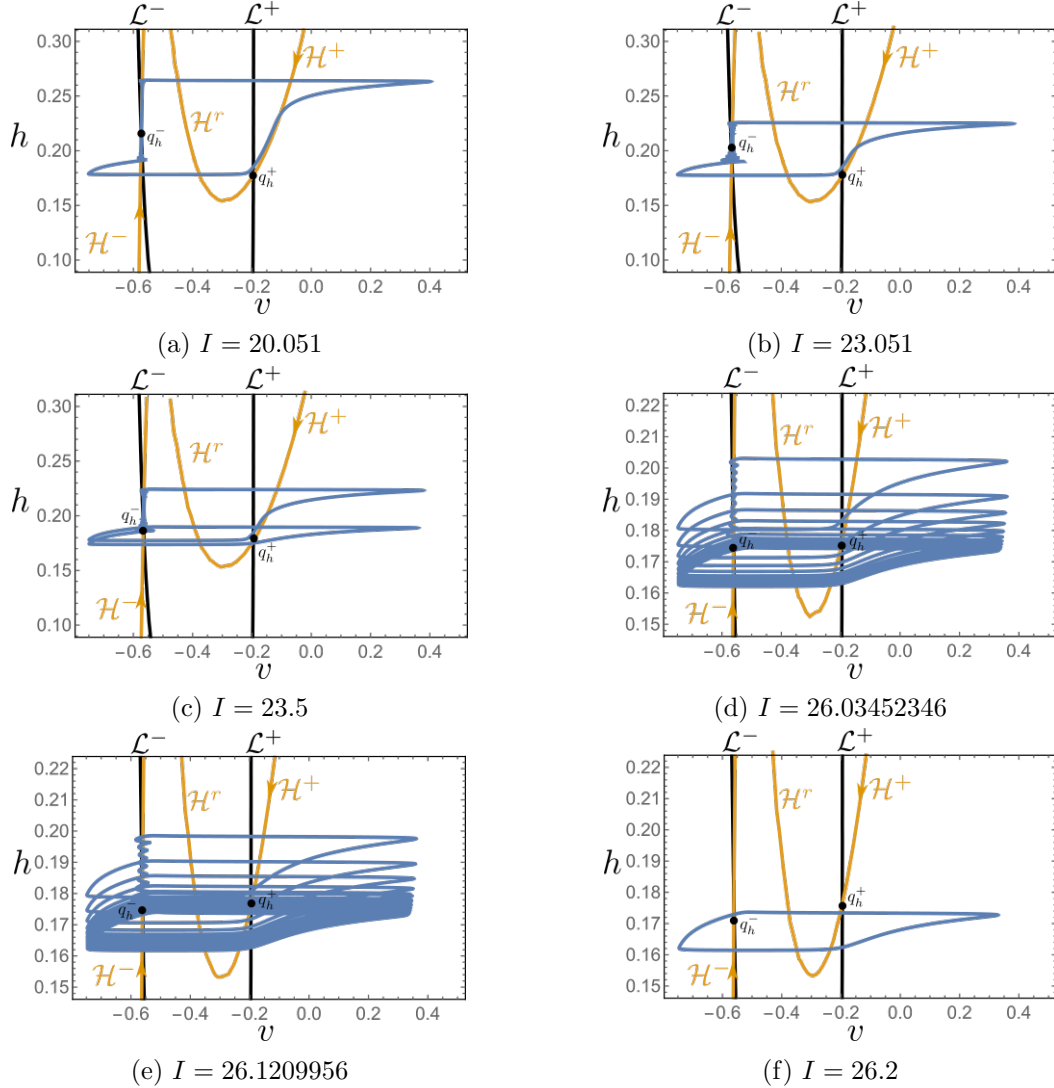 ℒ⁻ ℒ⁺ ℒ⁻ ℒ⁺
0.30 0.25 0.20 0.15 0.10
h
ℋ⁺ ℋʳ ℋ⁻
q_h^- q_h^+
−0.6 −0.4 −0.2 0.0 0.2 0.4
v
0.30 0.25 0.20 0.15 0.10
h
ℋ⁺ ℋʳ ℋ⁻
q_h^- q_h^+
−0.6 −0.4 −0.2 0.0 0.2 0.4
v
(a) I = 20.051 (b) I = 23.051
ℒ⁻ ℒ⁺ ℒ⁻ ℒ⁺
0.30 0.25 0.20 0.15 0.10
h
ℋ⁺ ℋʳ ℋ⁻
q_h^- q_h^+
−0.6 −0.4 −0.2 0.0 0.2 0.4
v
0.22 0.21 0.20 0.19 0.18 0.17 0.16 0.15
h
ℋ⁺ ℋʳ ℋ⁻
q_h q_h^+
−0.6 −0.4 −0.2 0.0 0.2 0.4
v
(c) I = 23.5 (d) I = 26.03452346
ℒ⁻ ℒ⁺ ℒ⁻ ℒ⁺
0.22 0.21 0.20 0.19 0.18 0.17 0.16 0.15
h
ℋ⁺ ℋʳ ℋ⁻
q_h^- q_h^+
−0.6 −0.4 −0.2 0.0 0.2 0.4
v
0.22 0.21 0.20 0.19 0.18 0.17 0.16 0.15
h
ℋ⁺ ℋʳ ℋ⁻
q_h^- q_h^+
−0.6 −0.4 −0.2 0.0 0.2 0.4
v
(e) I = 26.1209956 (f) I = 26.2